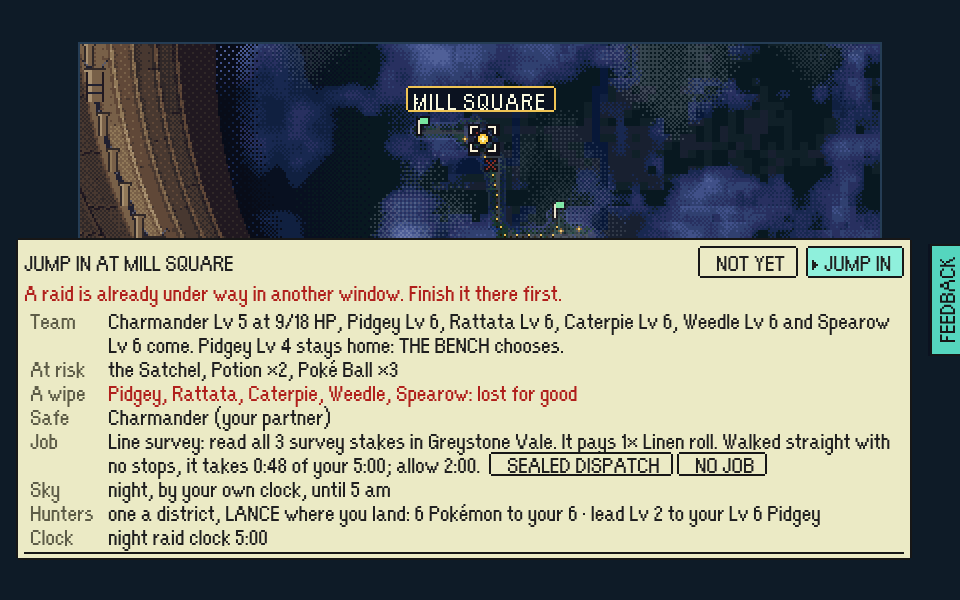 MILL SQUARE
JUMP IN AT MILL SQUARE
NOT YET
JUMP IN
A raid is already under way in another window. Finish it there first.
Team Charmander Lv 5 at 9/18 HP, Pidgey Lv 6, Rattata Lv 6, Caterpie Lv 6, Weedle Lv 6 and Spearow
Lv 6 come. Pidgey Lv 4 stays home: THE BENCH chooses.
At risk the Satchel, Potion ×2, Poké Ball ×3
A wipe Pidgey, Rattata, Caterpie, Weedle, Spearow: lost for good
Safe Charmander (your partner)
Job Line survey: read all 3 survey stakes in Greystone Vale. It pays 1× Linen roll. Walked straight with
no stops, it takes 0:48 of your 5:00; allow 2:00. SEALED DISPATCH NO JOB
Sky night, by your own clock, until 5 am
Hunters one a district, LANCE where you land: 6 Pokémon to your 6 · lead Lv 2 to your Lv 6 Pidgey
Clock night raid clock 5:00
FEEDBACK